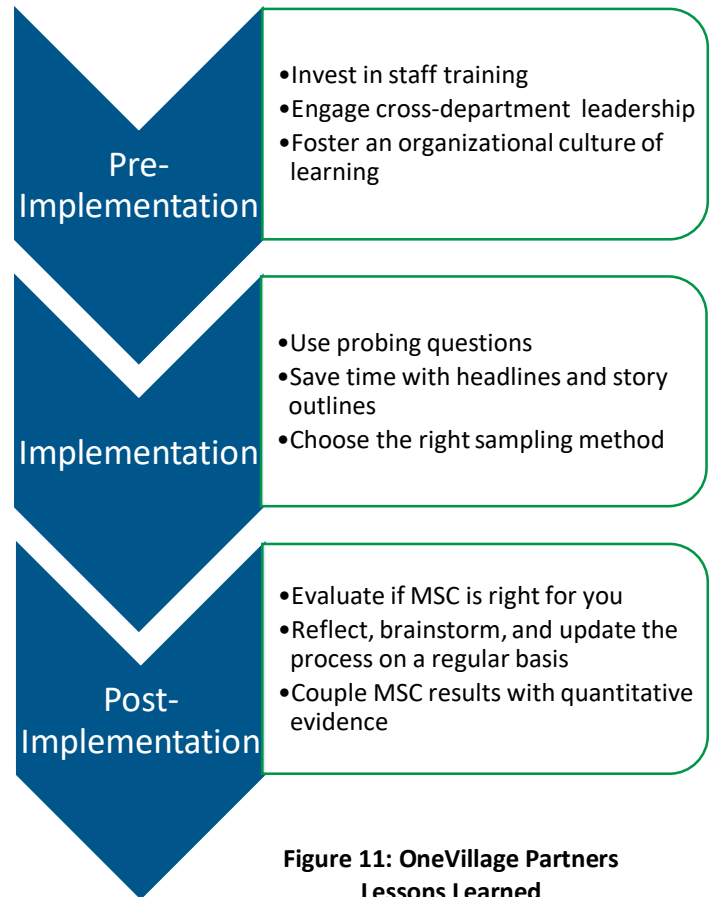 Pre-
Implementation
•Invest in staff training
•Engage cross-department leadership
•Foster an organizational culture of
learning
Implementation
•Use probing questions
•Save time with headlines and story
outlines
•Choose the right sampling method
Post-
Implementation
•Evaluate if MSC is right for you
•Reflect, brainstorm, and update the
process on a regular basis
•Couple MSC results with quantitative
evidence
Figure 11: OneVillage Partners
Lessons Learned